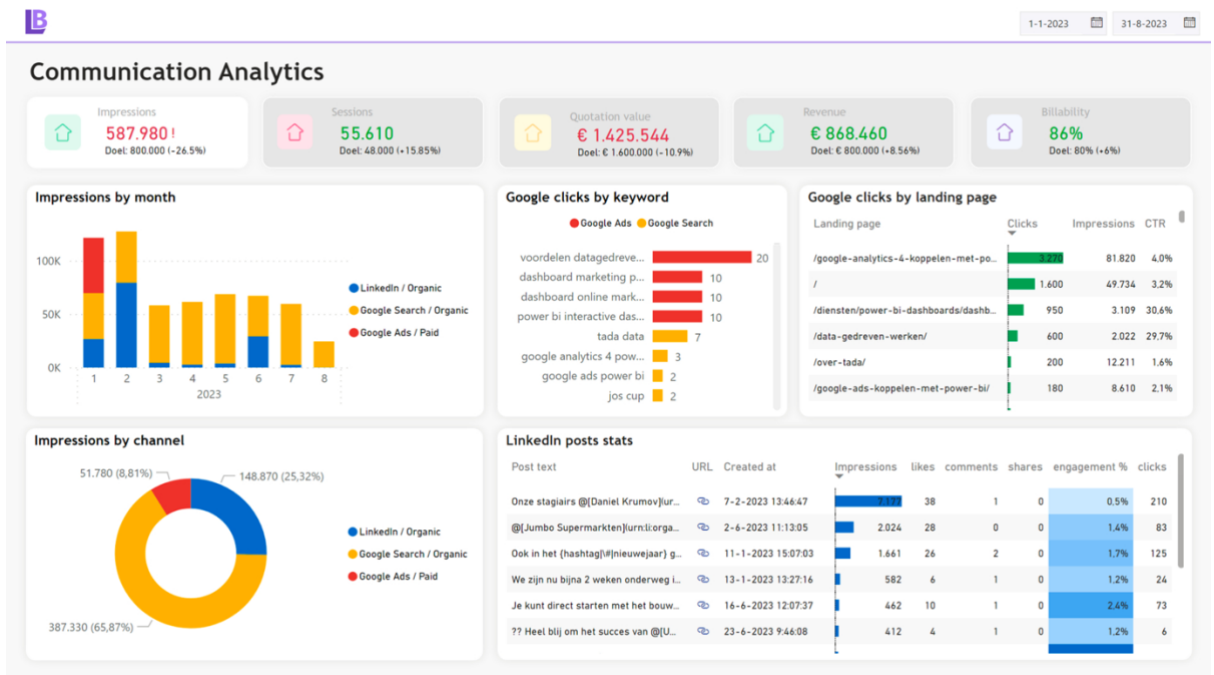 LB
1-1-2023 31-8-2023
Communication Analytics
Impressions
587.980 !
Doel: 800.000 (-26.5%)
Sessions
55.610
Doel: 48.000 (+15.85%)
Quotation value
€ 1.425.544
Doel: € 1.600.000 (-10.9%)
Revenue
€ 868.460
Doel: € 800.000 (+8.56%)
Billability
86%
Doel: 80% (+6%)
Impressions by month
100K
50K
0K
1 2 3 4 5 6 7 8
2023
LinkedIn / Organic
Google Search / Organic
Google Ads / Paid
Google clicks by keyword
Google Ads Google Search
voordelen datagedreve... 20
dashboard marketing p... 10
dashboard online mark... 10
power bi interactive das... 10
tada data 7
google analytics 4 pow... 3
google ads power bi 2
jos cup 2
Google clicks by landing page
Landing page Clicks Impressions CTR
/google-analytics-4-koppelen-met-po... 3.270 81.820 4,0%
/ 1.600 49.734 3,2%
/diensten/power-bi-dashboards/dashb... 950 3.109 30,6%
/data-gedreven-werken/ 600 2.022 29,7%
/over-tada/ 200 12.211 1,6%
/google-ads-koppelen-met-power-bi/ 180 8.610 2,1%
Impressions by channel
51.780 (8,81%)
148.870 (25,32%)
387.330 (65,87%)
LinkedIn / Organic
Google Search / Organic
Google Ads / Paid
LinkedIn posts stats
Post text URL Created at Impressions likes comments shares engagement % clicks
Onze stagiairs @[Daniel Krumov](ur... 7-2-2023 13:46:47 38 1 0 0.5% 210
@[Jumbo Supermarkten](urn:li:orga... 2-6-2023 11:13:05 2.024 28 0 0 1.4% 83
Ook in het {hashtag|\#|nieuwejaar} g... 11-1-2023 15:07:03 1.661 26 2 0 1.7% 125
We zijn nu bijna 2 weken onderweg i... 13-1-2023 13:27:16 582 6 1 0 1.2% 24
Je kunt direct starten met het bouw... 16-6-2023 12:07:37 462 10 1 0 2.4% 73
?? Heel blij om het succes van @[U... 23-6-2023 9:46:08 412 4 1 0 1.2% 6